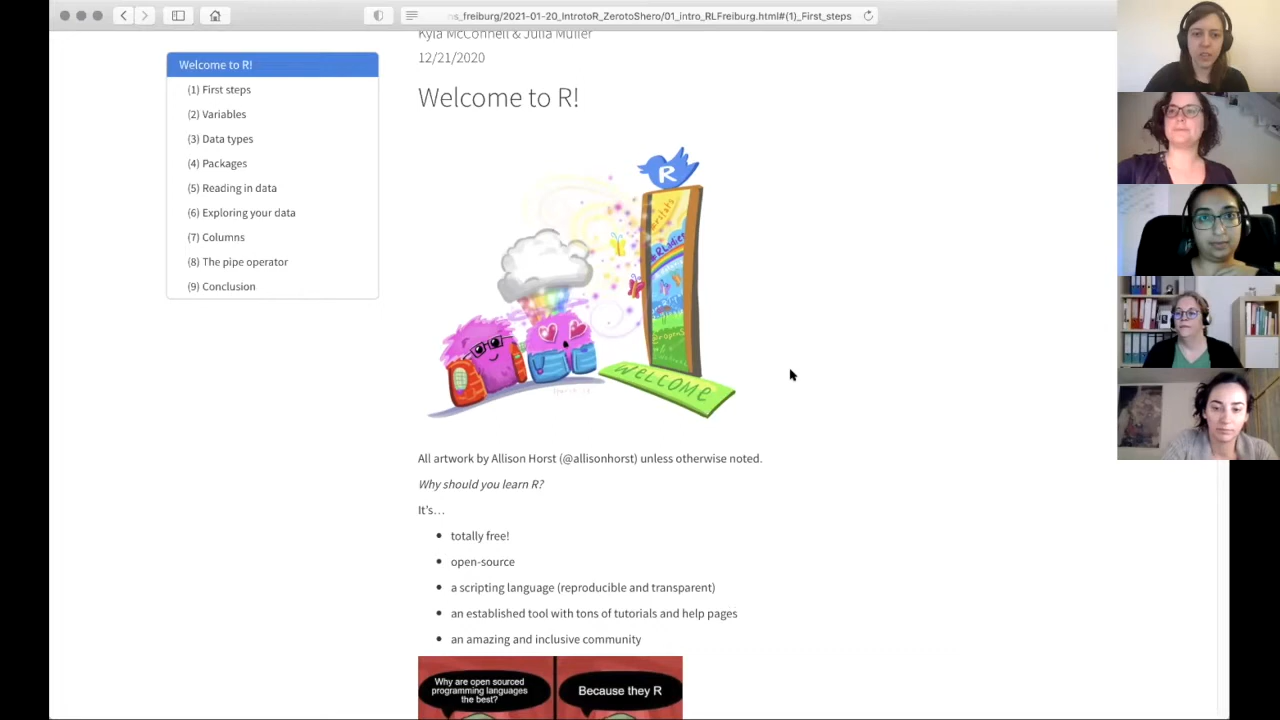 ns_freiburg/2021-01-20_IntrotoR_ZerotoShero/01_intro_RLFreiburg.html#(1)_First_steps
Kyla McConnell & Julia Müller
12/21/2020
Welcome to R!
Welcome to R!
(1) First steps
(2) Variables
(3) Data types
(4) Packages
(5) Reading in data
(6) Exploring your data
(7) Columns
(8) The pipe operator
(9) Conclusion
R
RLadies
WELCOME
All artwork by Allison Horst (@allisonhorst) unless otherwise noted.
Why should you learn R?
It's…
totally free!
open-source
a scripting language (reproducible and transparent)
an established tool with tons of tutorials and help pages
an amazing and inclusive community
Why are open sourced
programming languages
the best?
Because they R